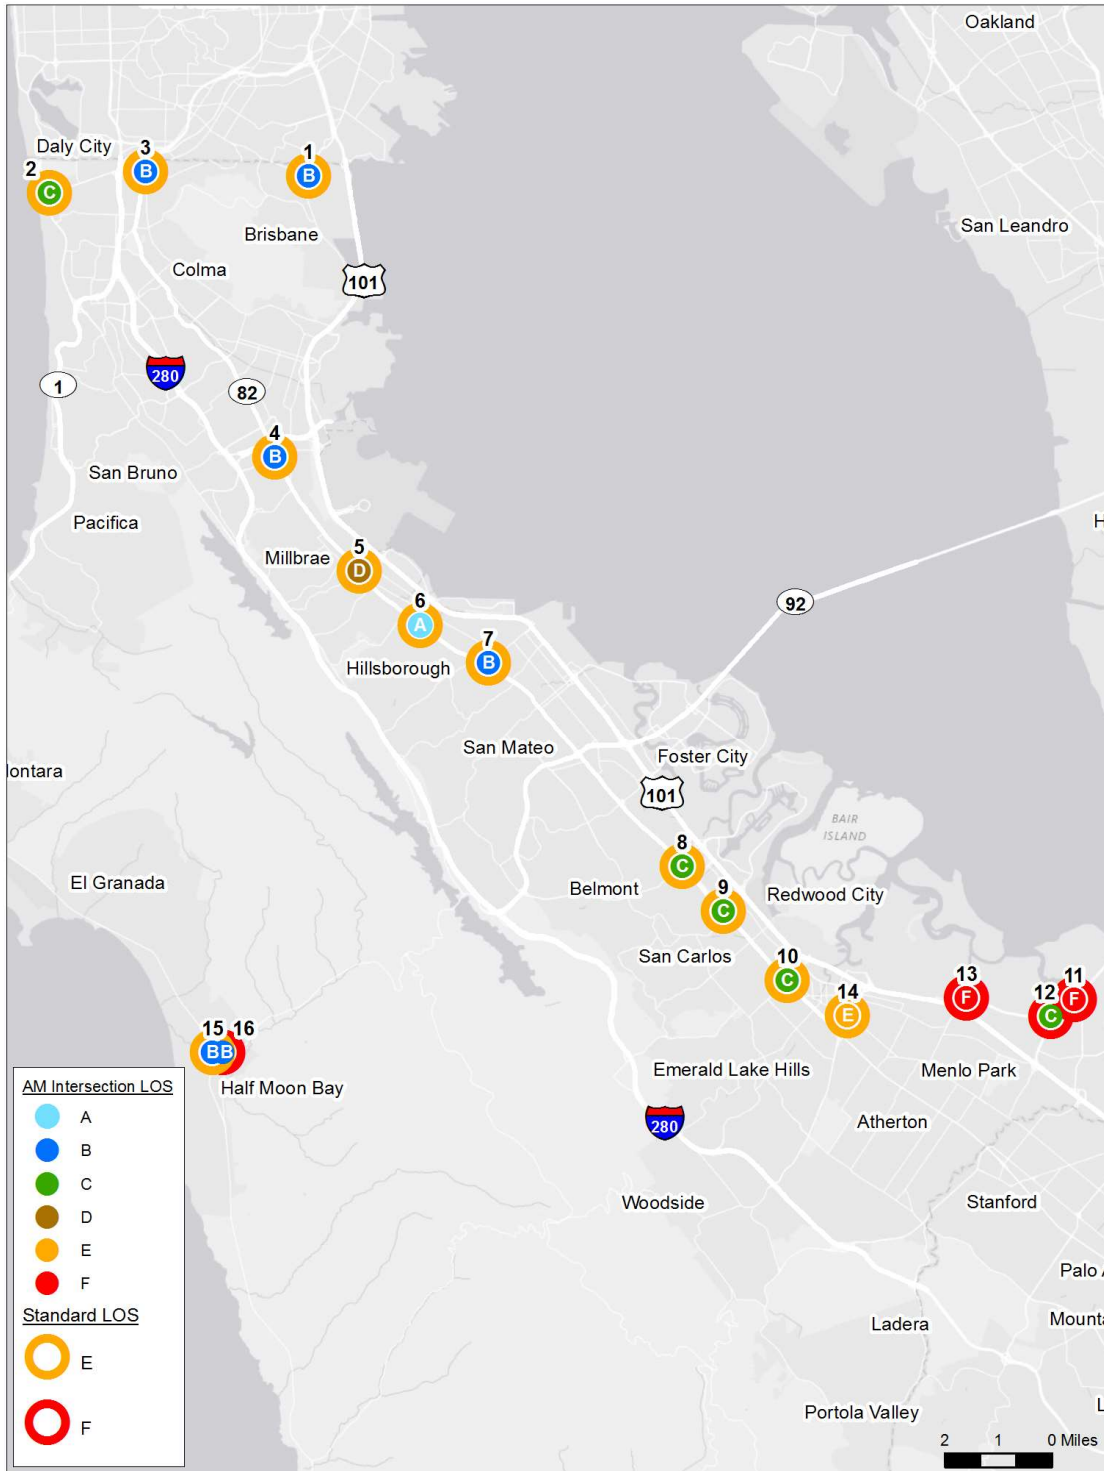 Oakland
Daly City
3
1
2
B
B
C
San Leandro
Brisbane
Colma
101
280
1
82
4
B
San Bruno
Pacifica
H
5
Millbrae
D
6
92
A
7
Hillsborough
B
San Mateo
Foster City
lontara
101
BAIR
ISLAND
8
C
El Granada
Belmont
9
Redwood City
C
San Carlos
10
C
13
11
14
F
12
F
E
C
15 16
B B
Emerald Lake Hills
Menlo Park
Half Moon Bay
AM Intersection LOS
A
B
C
D
E
F
Standard LOS
E
F
280
Atherton
Woodside
Stanford
Palo A
Mounta
Ladera
L
Portola Valley
2 1 0 Miles